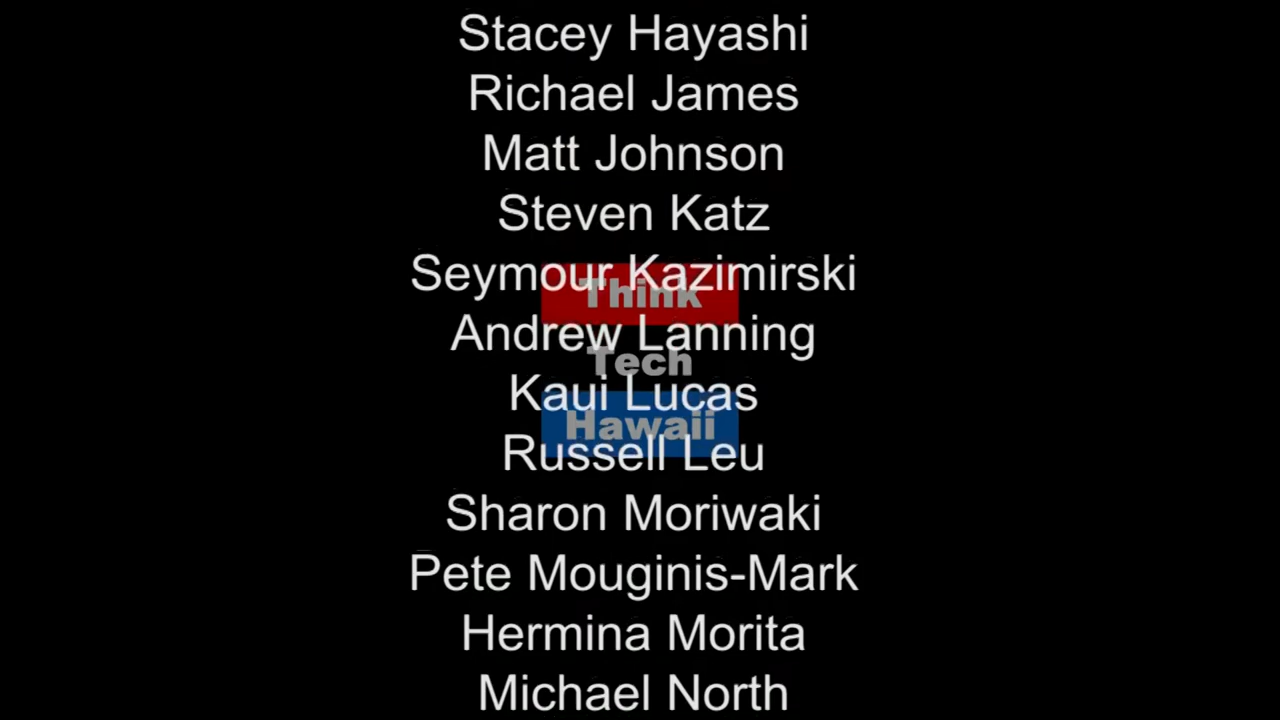 Stacey Hayashi
Richael James
Matt Johnson
Steven Katz
Seymour Kazimirski
Think
Andrew Lanning
Tech
Kaui Lucas
Hawaii
Russell Leu
Sharon Moriwaki
Pete Mouginis-Mark
Hermina Morita
Michael North